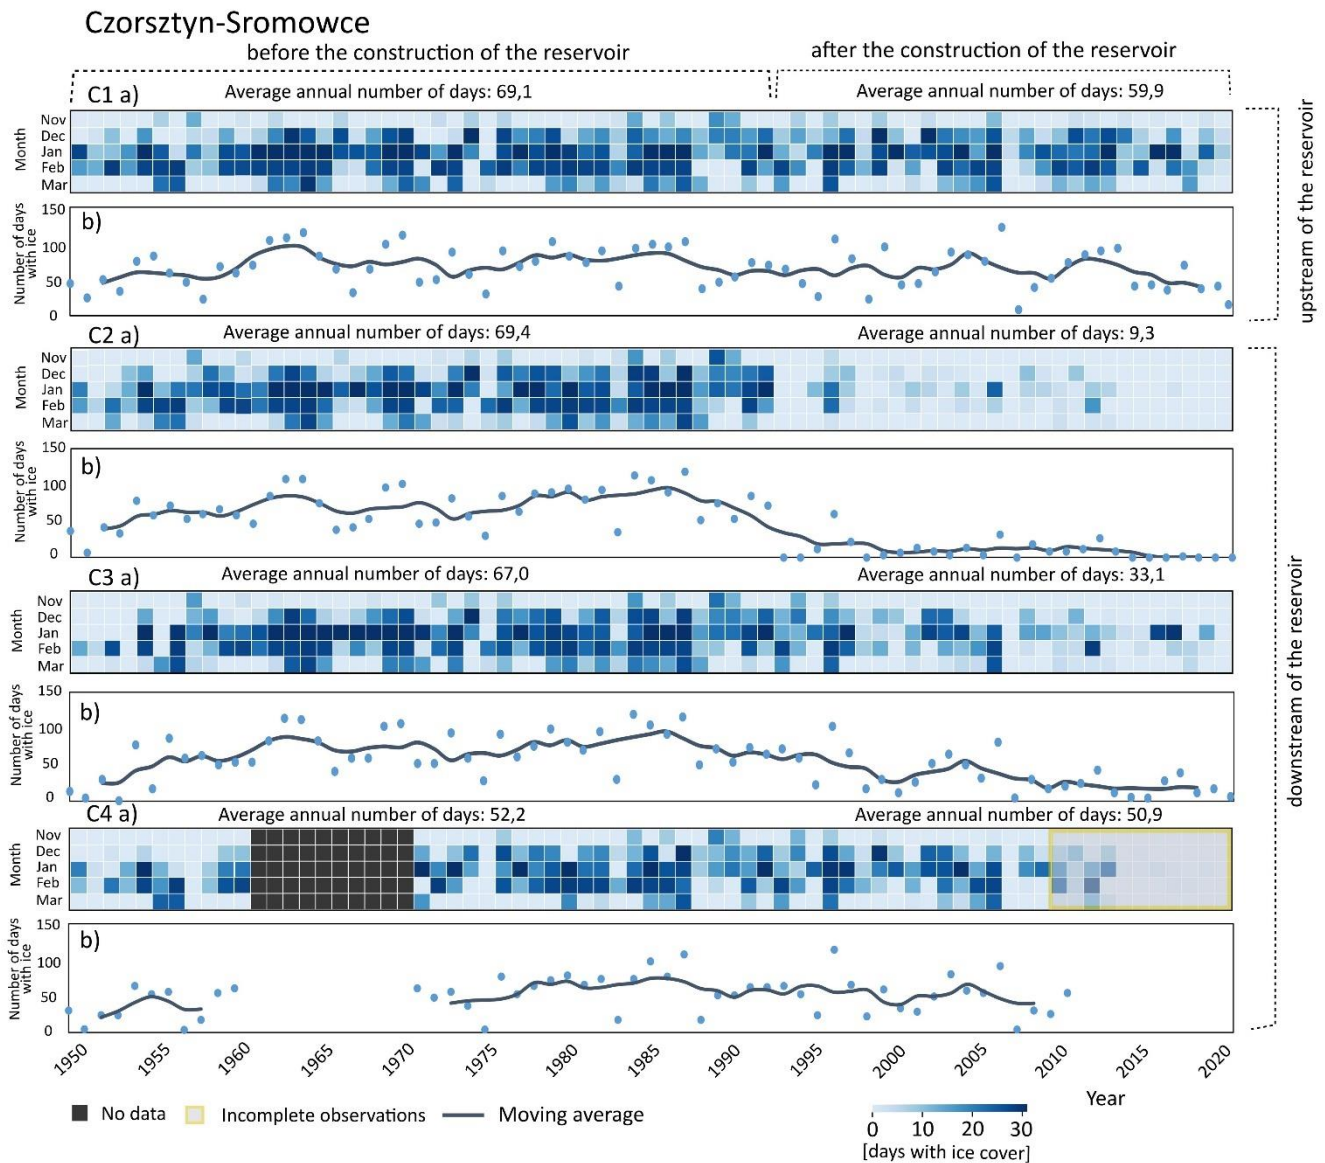 Czorsztyn-Sromowce
before the construction of the reservoir
after the construction of the reservoir
C1 a)
Average annual number of days: 69,1
Average annual number of days: 59,9
Month
Nov
Dec
Jan
Feb
Mar
Number of days
with ice
150
100
50
0
b)
upstream of the reservoir
C2 a)
Average annual number of days: 69,4
Average annual number of days: 9,3
Month
Nov
Dec
Jan
Feb
Mar
Number of days
with ice
150
100
50
0
b)
C3 a)
Average annual number of days: 67,0
Average annual number of days: 33,1
Month
Nov
Dec
Jan
Feb
Mar
Number of days
with ice
150
100
50
0
b)
downstream of the reservoir
C4 a)
Average annual number of days: 52,2
Average annual number of days: 50,9
Month
Nov
Dec
Jan
Feb
Mar
Number of days
with ice
150
100
50
0
b)
1950
1955
1960
1965
1970
1975
1980
1985
1990
1995
2000
2005
2010
2015
2020
Year
No data
Incomplete observations
Moving average
0 10 20 30
[days with ice cover]